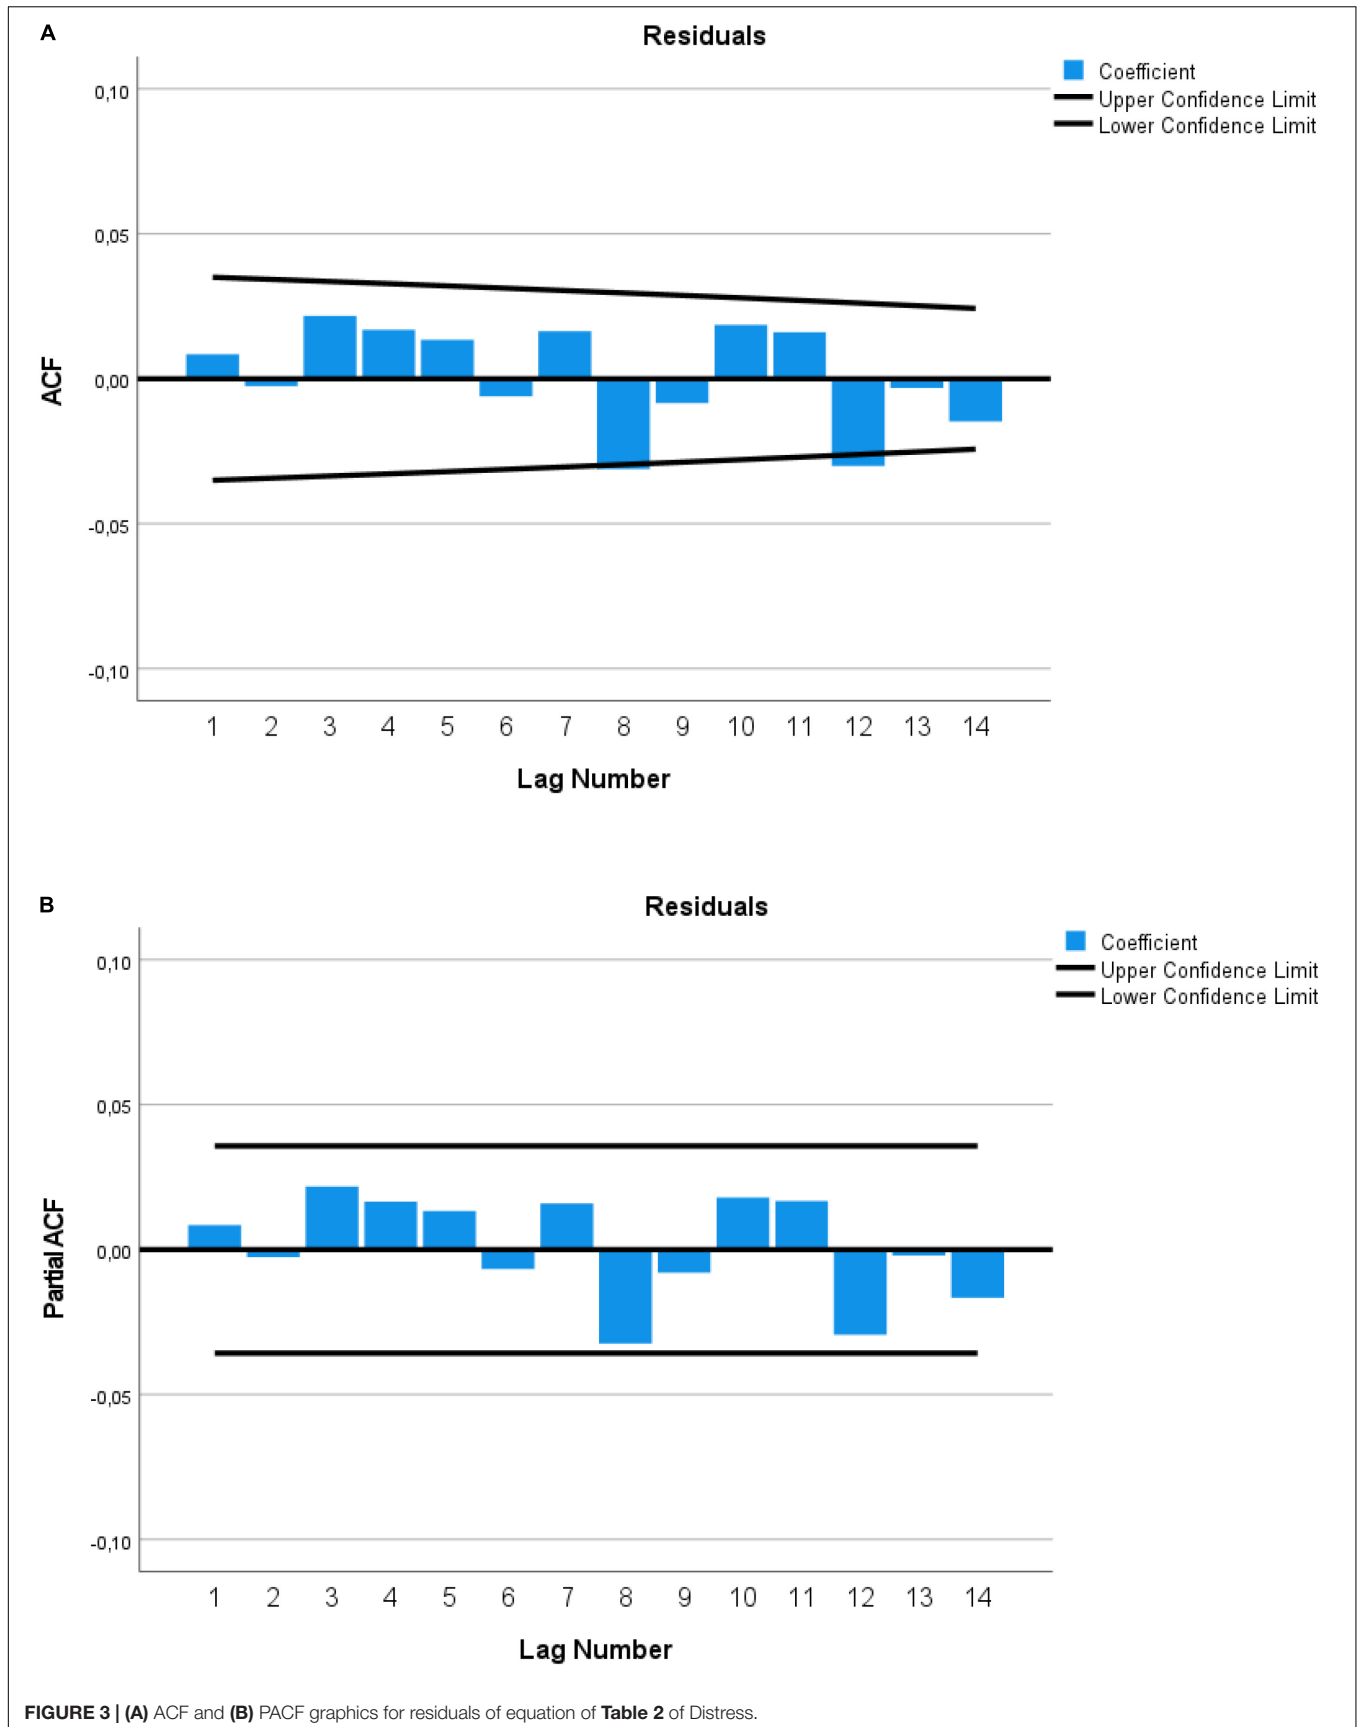 A
Residuals
Coefficient
Upper Confidence Limit
Lower Confidence Limit
0,10
0,05
0,00
-0,05
-0,10
ACF
1 2 3 4 5 6 7 8 9 10 11 12 13 14
Lag Number
B
Residuals
Coefficient
Upper Confidence Limit
Lower Confidence Limit
0,10
0,05
0,00
-0,05
-0,10
Partial ACF
1 2 3 4 5 6 7 8 9 10 11 12 13 14
Lag Number
FIGURE 3 | (A) ACF and (B) PACF graphics for residuals of equation of Table 2 of Distress.